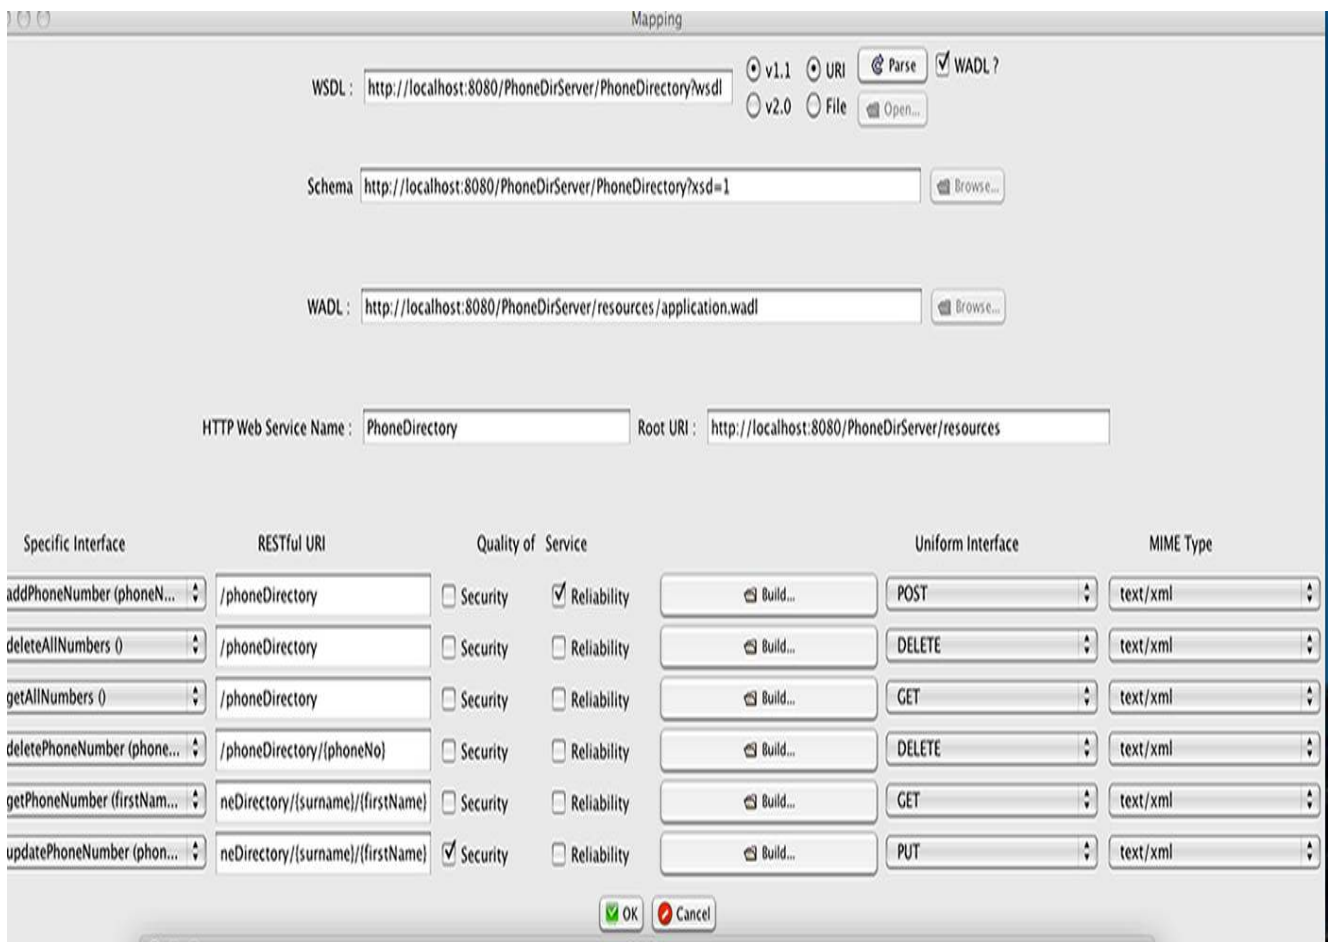 Mapping
WSDL : http://localhost:8080/PhoneDirServer/PhoneDirectory?wsdl v1.1 URI Parse WADL ?
v2.0 File Open...
Schema http://localhost:8080/PhoneDirServer/PhoneDirectory?xsd=1 Browse...
WADL : http://localhost:8080/PhoneDirServer/resources/application.wadl Browse...
HTTP Web Service Name : PhoneDirectory Root URI : http://localhost:8080/PhoneDirServer/resources
Specific Interface RESTful URI Quality of Service Uniform Interface MIME Type
addPhoneNumber (phoneN... /phoneDirectory Security Reliability Build... POST text/xml
deleteAllNumbers () /phoneDirectory Security Reliability Build... DELETE text/xml
getAllNumbers () /phoneDirectory Security Reliability Build... GET text/xml
deletePhoneNumber (phone... /phoneDirectory/{phoneNo} Security Reliability Build... DELETE text/xml
getPhoneNumber (firstNam... neDirectory/{surname}/{firstName} Security Reliability Build... GET text/xml
updatePhoneNumber (phon... neDirectory/{surname}/{firstName} Security Reliability Build... PUT text/xml
OK Cancel